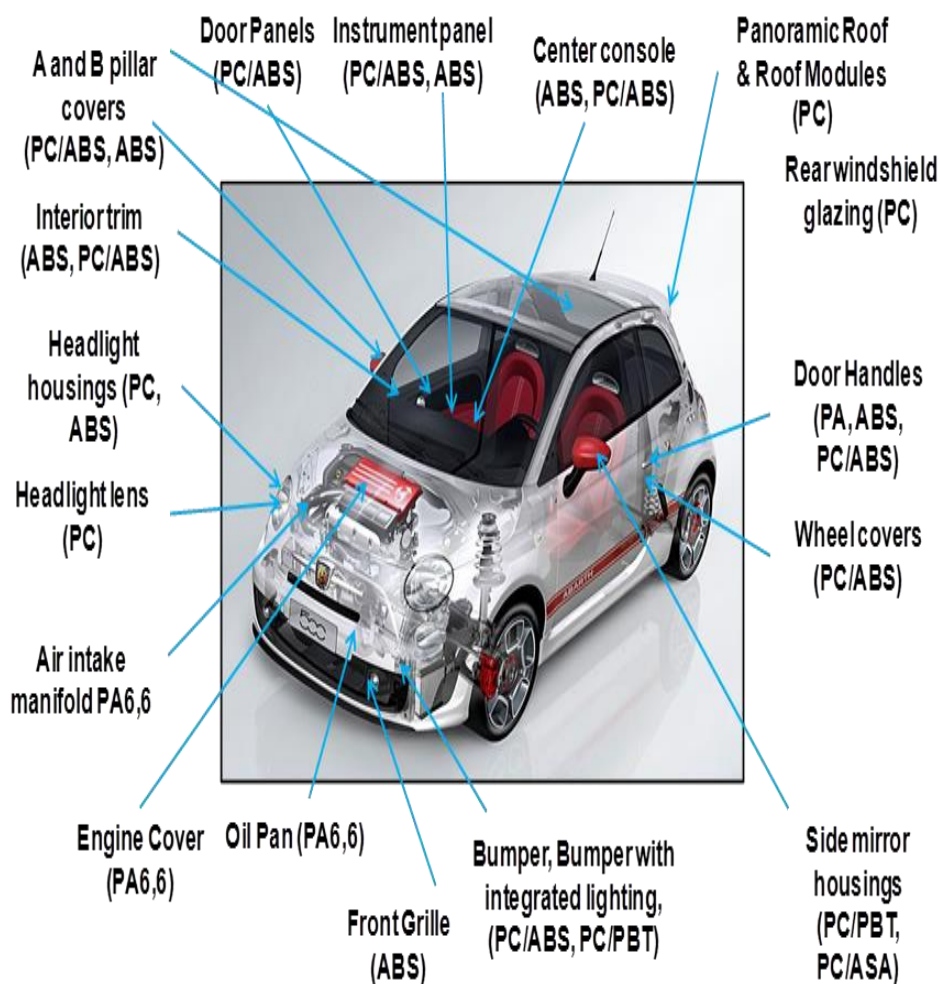 Door Panels
(PC/ABS)
Instrument panel
(PC/ABS, ABS)
Center console
(ABS, PC/ABS)
Panoramic Roof
& Roof Modules
(PC)
A and B pillar
covers
(PC/ABS, ABS)
Rear windshield
glazing (PC)
Interior trim
(ABS, PC/ABS)
Headlight
housings (PC,
ABS)
Door Handles
(PA, ABS,
PC/ABS)
Headlight lens
(PC)
Wheel covers
(PC/ABS)
ABARTH
500
Air intake
manifold PA6,6
Engine Cover
(PA6,6)
Oil Pan (PA6,6)
Front Grille
(ABS)
Bumper, Bumper with
integrated lighting,
(PC/ABS, PC/PBT)
Side mirror
housings
(PC/PBT,
PC/ASA)